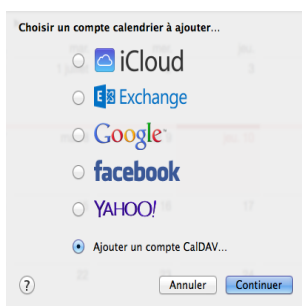 Choisir un compte calendrier à ajouter...
iCloud
Exchange
Google
facebook
YAHOO!
Ajouter un compte CalDAV...
? Annuler Continuer